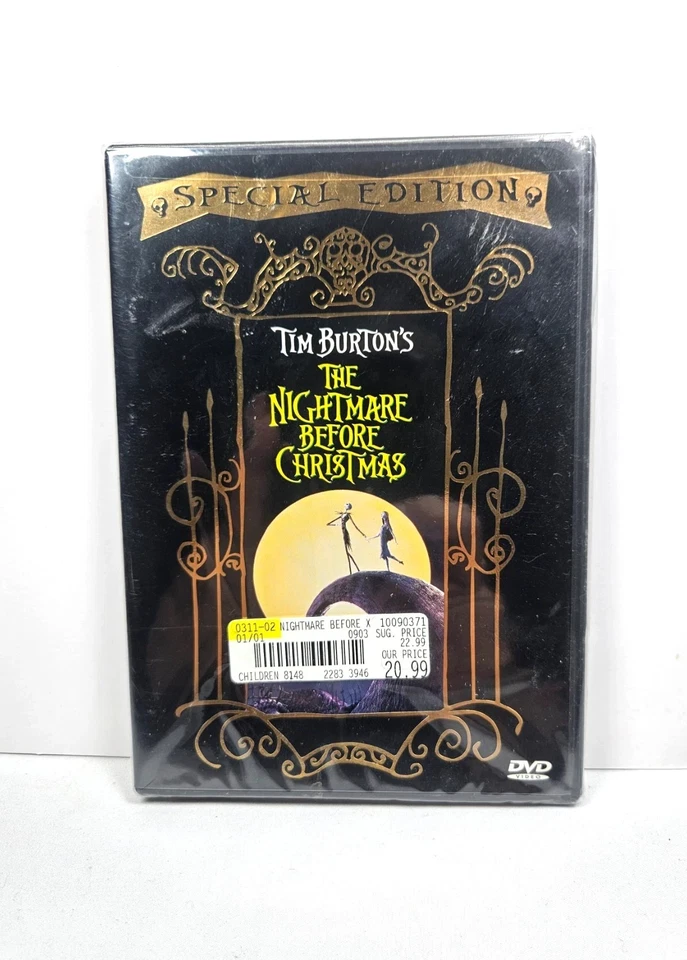 SPECIAL EDITION
TIM BURTON'S
THE
NIGHTMARE
BEFORE
CHRISTMAS
0311-02 NIGHTMARE BEFORE X 10090371
01/01 0903 SUG. PRICE
22.99
OUR PRICE
CHILDREN 8148 2283 3946 20.99
DVD
VIDEO